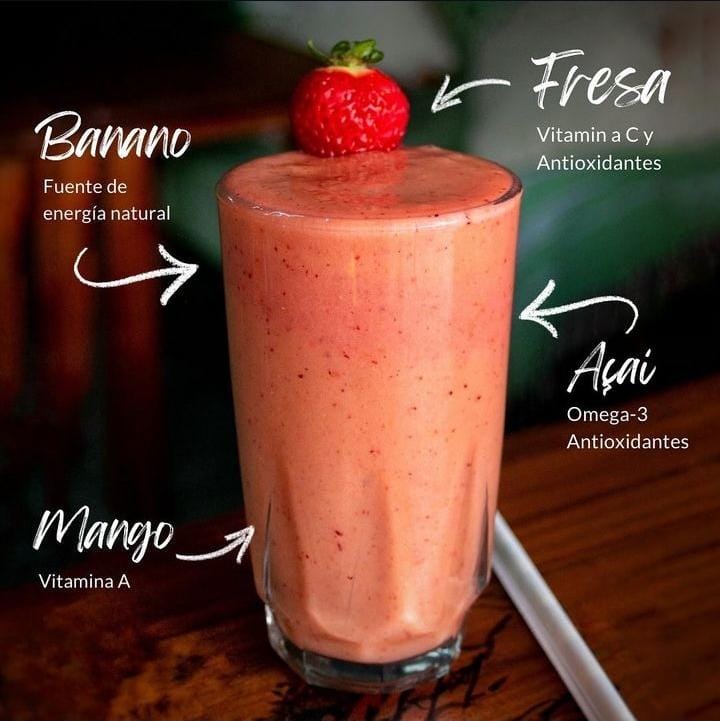 Fresa
Vitamin a C y
Antioxidantes
Banano
Fuente de
energía natural
Açai
Omega-3
Antioxidantes
Mango
Vitamina A